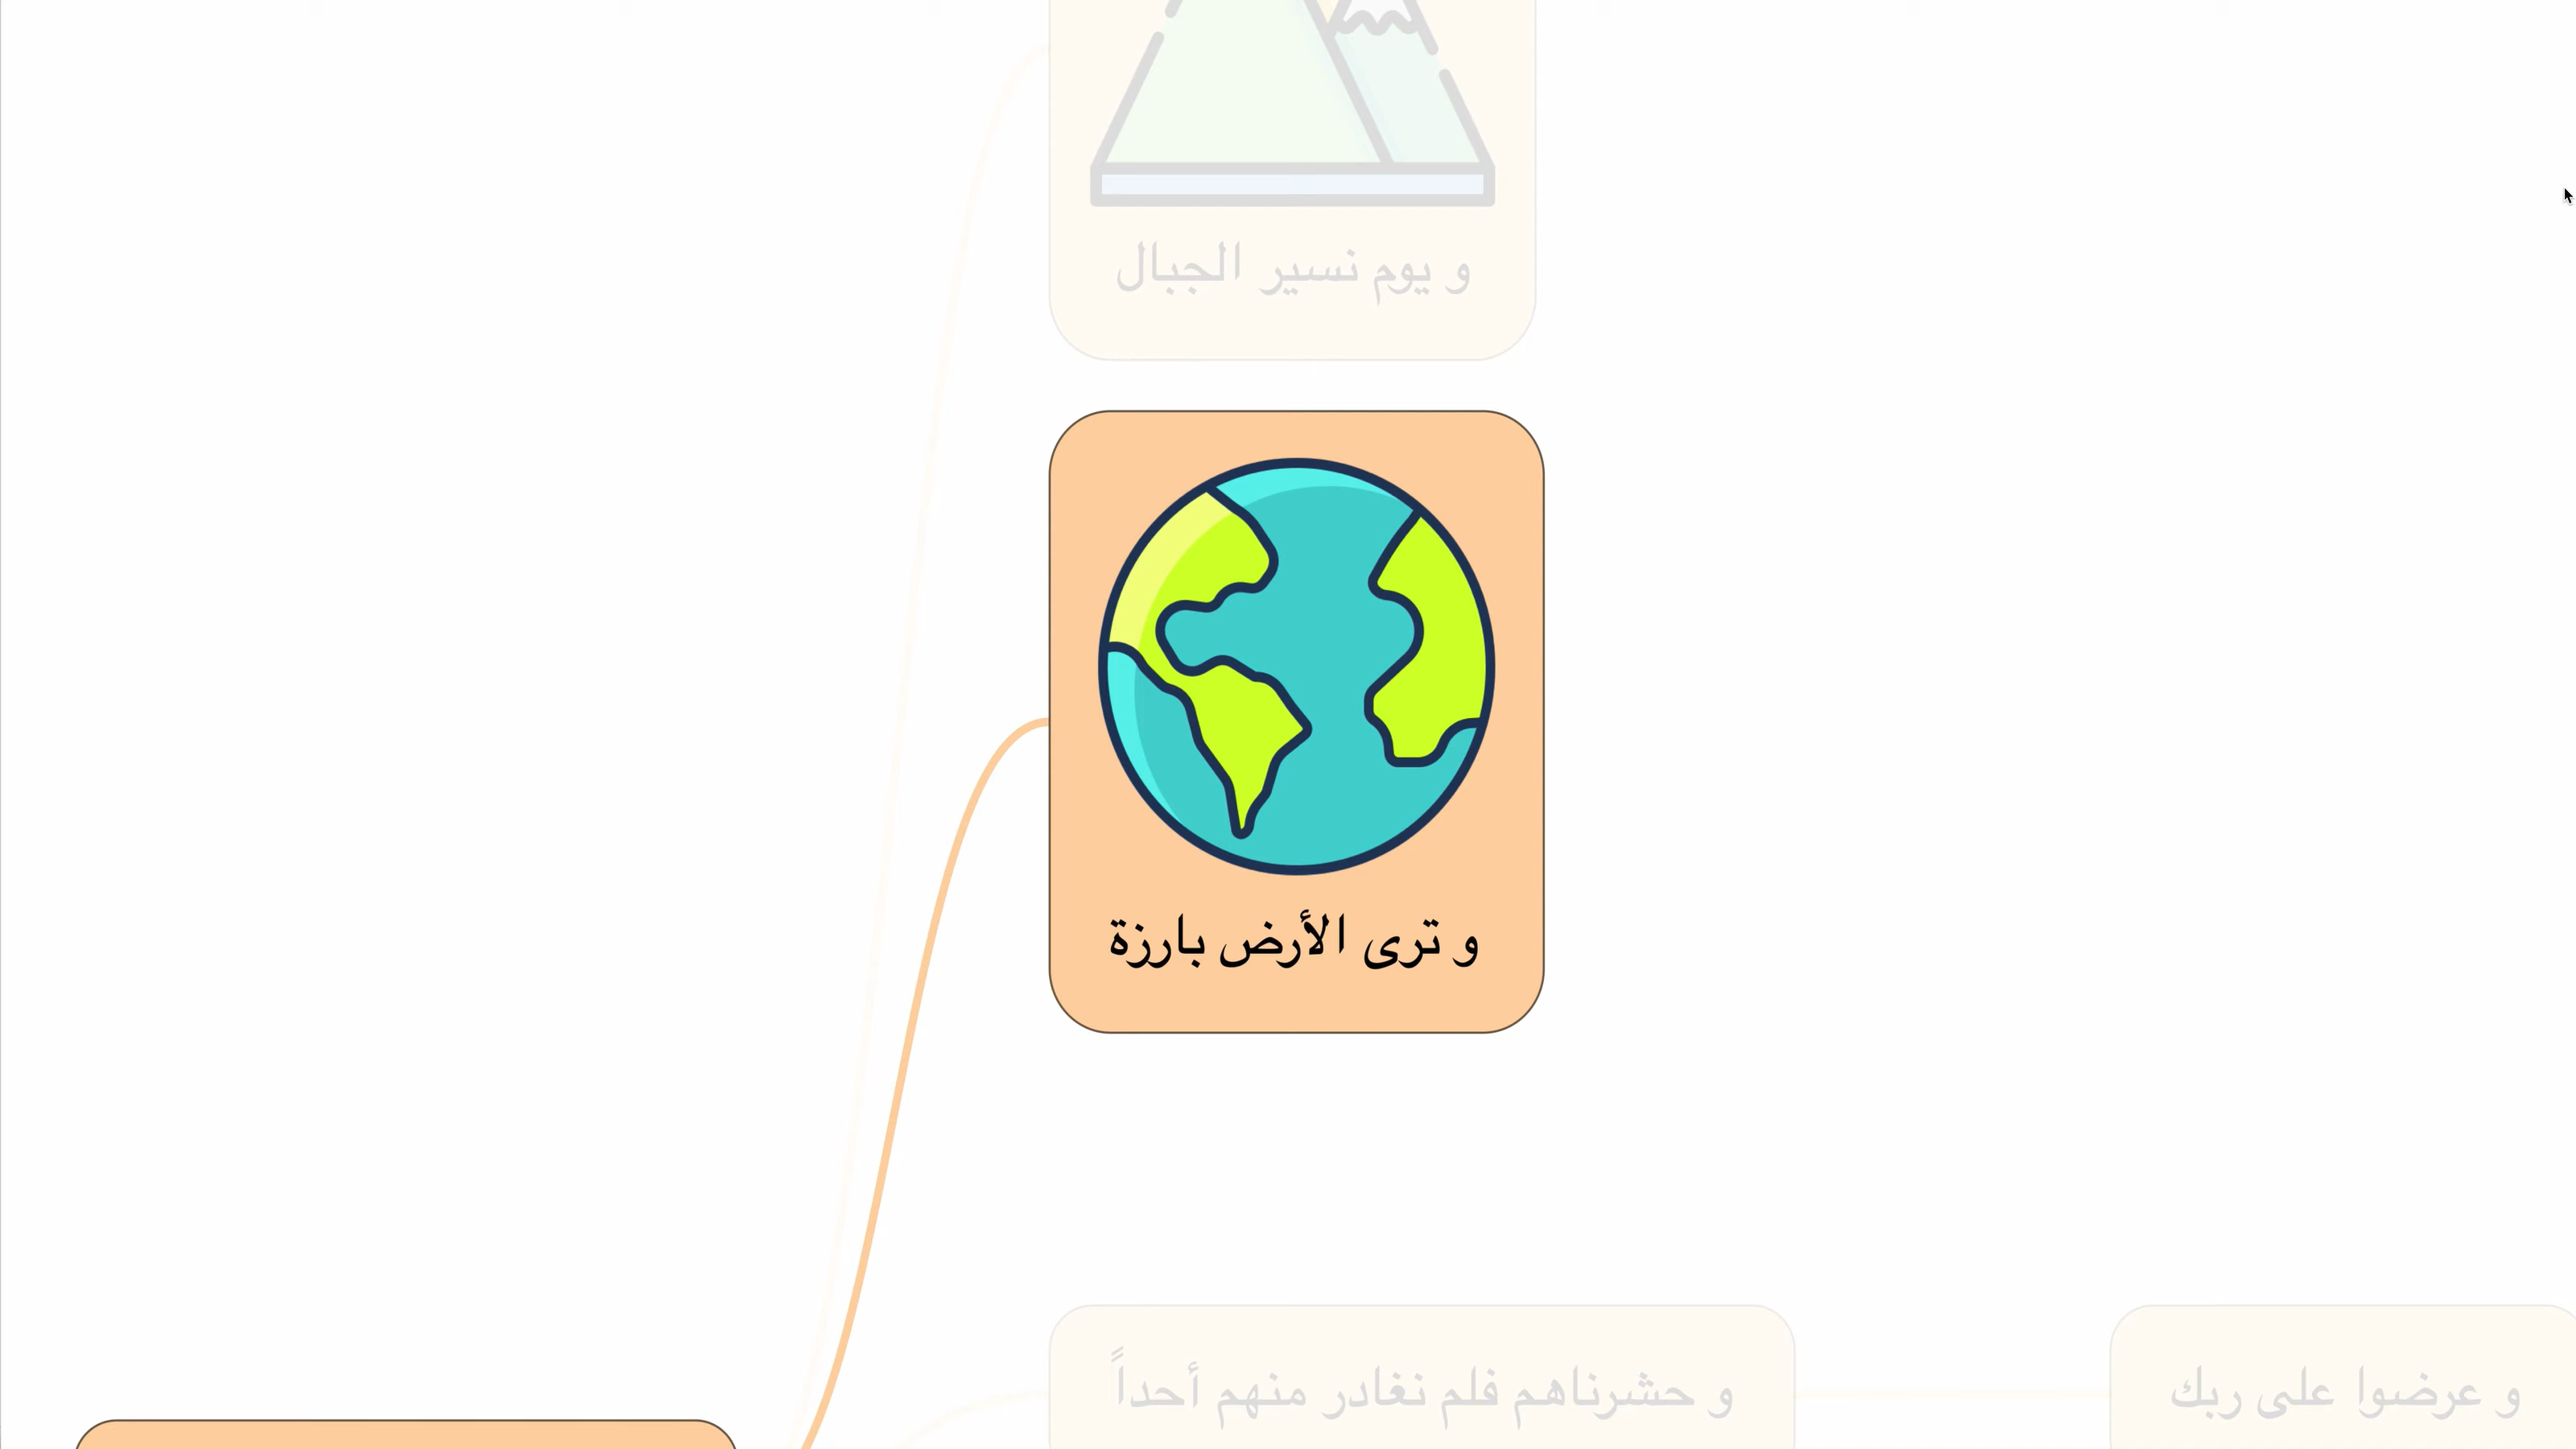 و يوم نسير الجبال
و ترى الأرض بارزة
و حشرناهم فلم نغادر منهم أحداً
و عرضوا على ربك